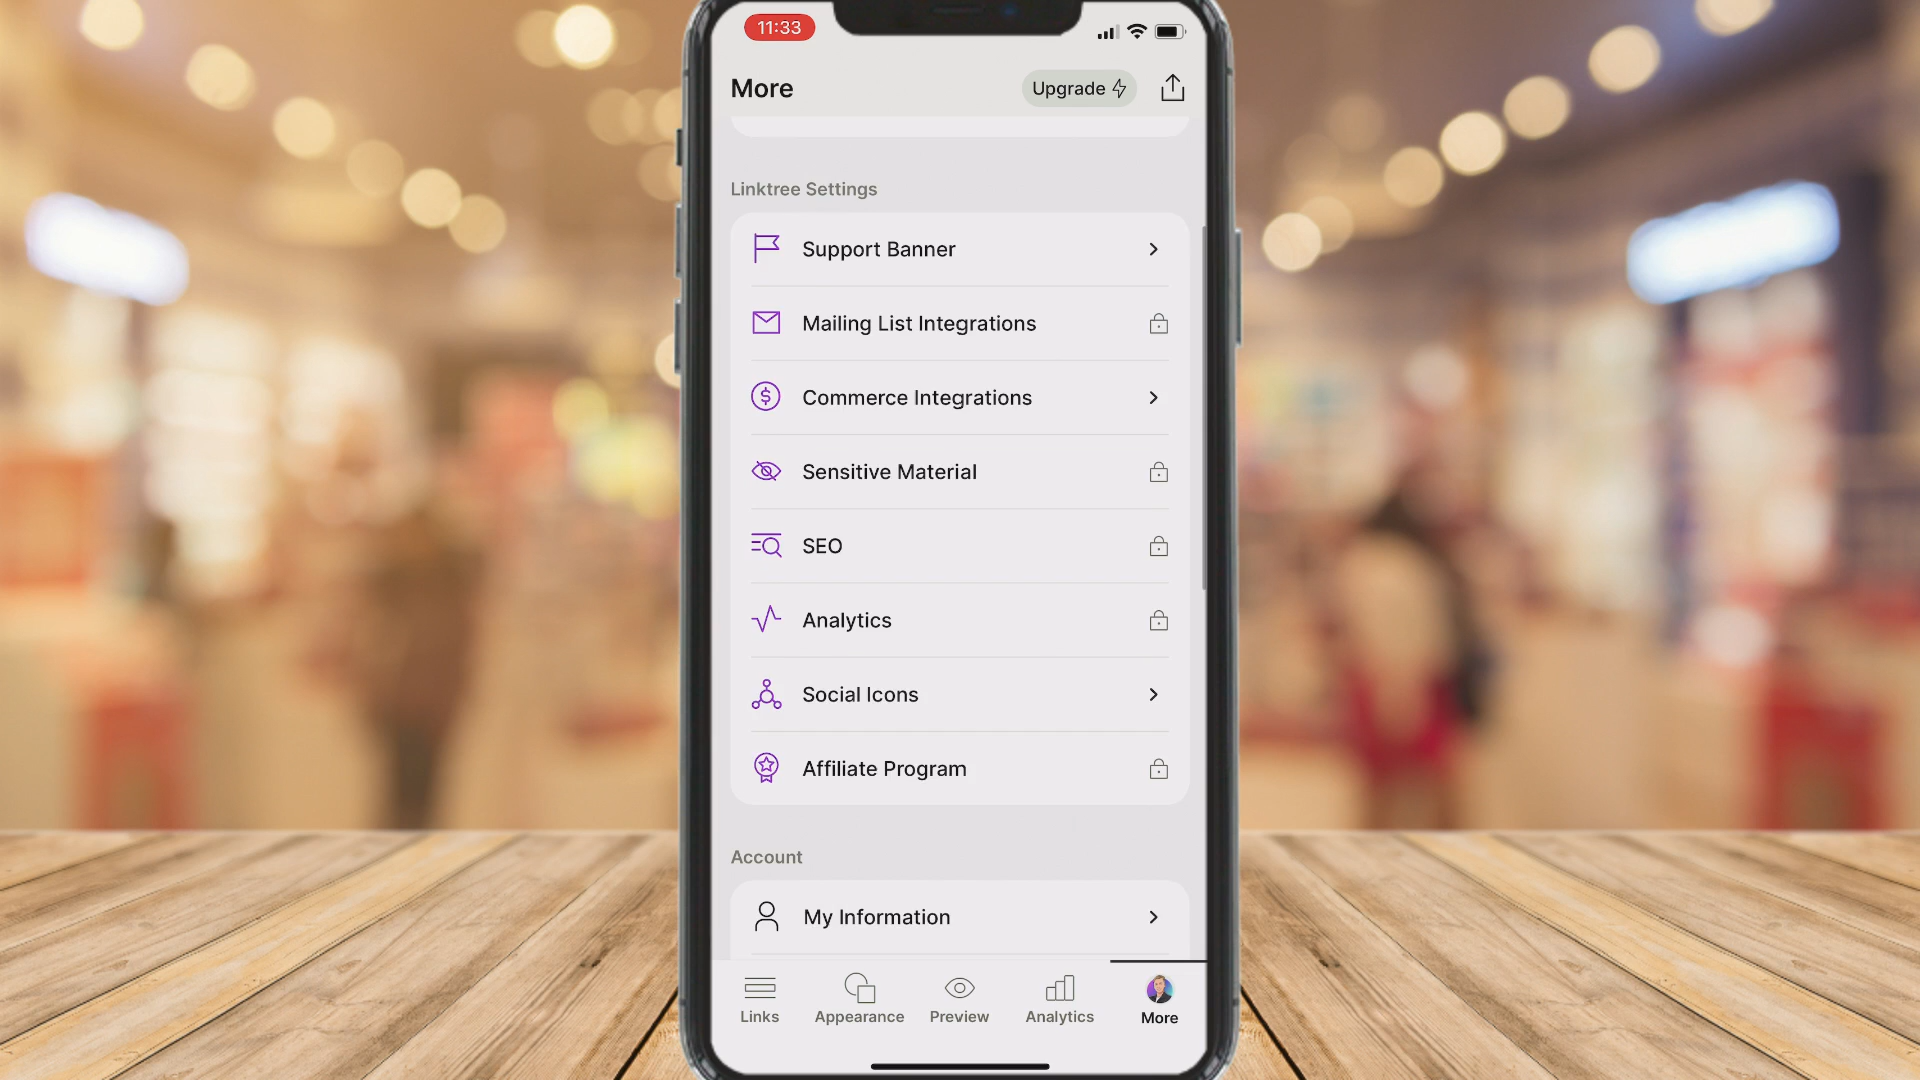 11:33
More
Upgrade
Linktree Settings
Support Banner
Mailing List Integrations
Commerce Integrations
Sensitive Material
SEO
Analytics
Social Icons
Affiliate Program
Account
My Information
Links
Appearance
Preview
Analytics
More